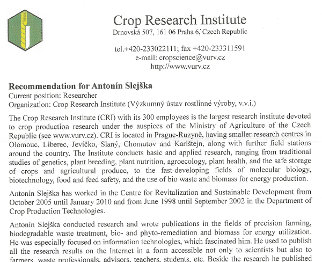 Crop Research Institute
Drnovská 507, 161 06 Praha 6, Czech Republic
tel.+420-233022111; fax +420-233311591
e-mail: cropscience@vurv.cz
http://www.vurv.cz
Recommendation for Antonín Slejška
Current position: Researcher
Organization: Crop Research Institute (Výzkumný ústav rostlinné výroby, v.v.i.)
The Crop Research Institute (CRI) with its 300 employees is the largest research institute devoted
to crop production research under the auspices of the Ministry of Agriculture of the Czech
Republic (see www.vurv.cz). CRI is located in Prague-Ruzyně, having smaller research centres in
Olomouc, Liberec, Jevíčko, Slaný, Chomutov and Karlštejn, along with further field stations
around the country. The Institute conducts basic and applied research, ranging from traditional
studies of genetics, plant breeding, plant nutrition, agroecology, plant health, and the safe storage
of crops and agricultural produce, to the fast-developing fields of molecular biology,
biotechnology, food and feed safety, and the use of bio wastes and biomass for energy production.
Antonín Slejška has worked in the Centre for Revitalization and Sustainable Development from
October 2005 until January 2010 and from June 1998 until September 2002 in the Department of
Crop Production Technologies.
Antonín Slejška conducted research and wrote publications in the fields of precision farming,
biodegradable waste treatment, bio- and phyto-remediation and biomass for energy utilization.
He was especially focused on information technologies, which fascinated him. He used to publish
all the research results on the Internet in a form accessible not only to scientists but also to
farmers, waste professionals, advisors, teachers, students, etc. Beside the research he published